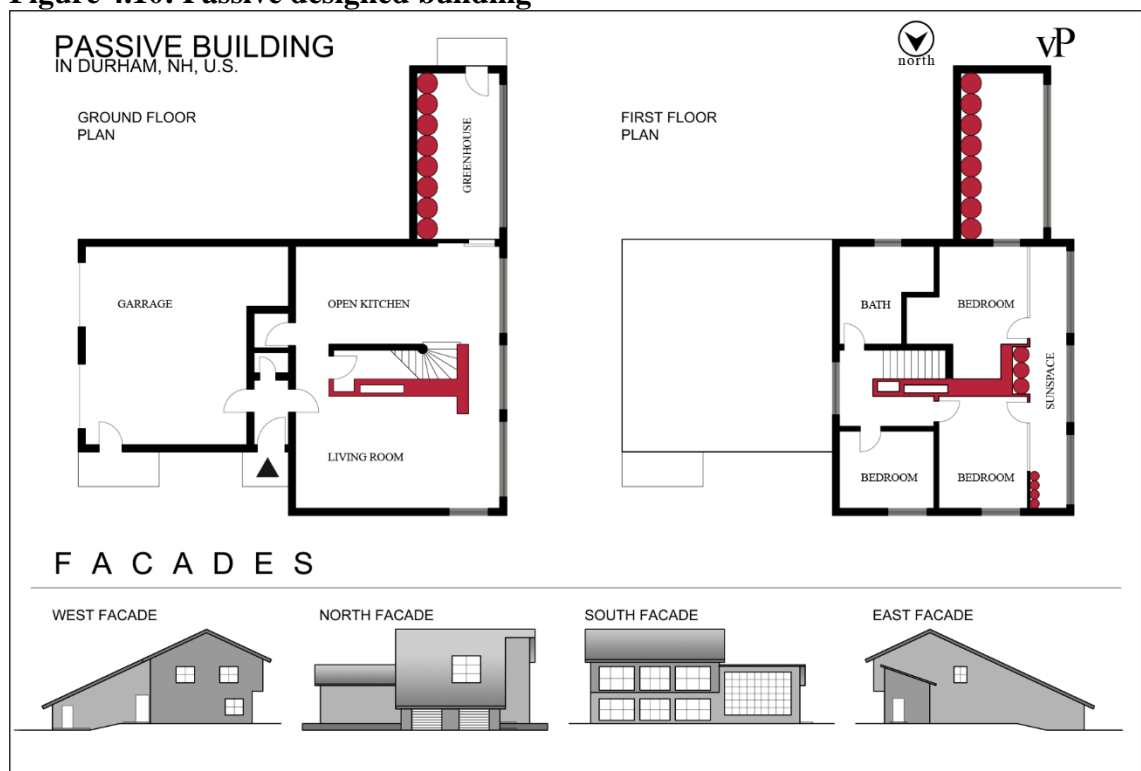 Figure 4.10: Passive designed building
PASSIVE BUILDING
IN DURHAM, NH, U.S.
north
vP
GROUND FLOOR
PLAN
FIRST FLOOR
PLAN
GREENHOUSE
GARRAGE
OPEN KITCHEN
LIVING ROOM
BATH
BEDROOM
SUNSPACE
BEDROOM
BEDROOM
FACADES
WEST FACADE
NORTH FACADE
SOUTH FACADE
EAST FACADE